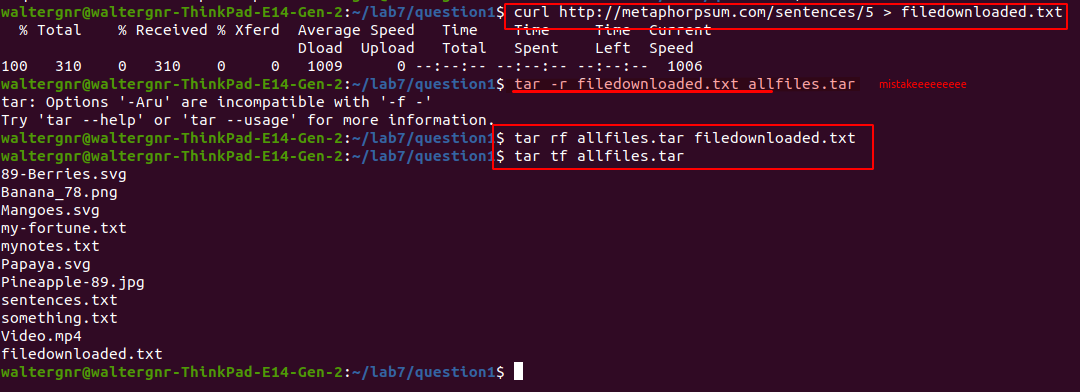 waltergnr@waltergnr-ThinkPad-E14-Gen-2:~/lab7/question1$ curl http://metaphorpsum.com/sentences/5 > filedownloaded.txt
% Total % Received % Xferd Average Speed Time Time Time Current
Dload Upload Total Spent Left Speed
100 310 0 310 0 0 1009 0 --:--:-- --:--:-- --:--:-- 1006
waltergnr@waltergnr-ThinkPad-E14-Gen-2:~/lab7/question1$ tar -r filedownloaded.txt allfiles.tar mistakeeeeeeeee
tar: Options '-Aru' are incompatible with '-f -'
Try 'tar --help' or 'tar --usage' for more information.
waltergnr@waltergnr-ThinkPad-E14-Gen-2:~/lab7/question1$ tar rf allfiles.tar filedownloaded.txt
waltergnr@waltergnr-ThinkPad-E14-Gen-2:~/lab7/question1$ tar tf allfiles.tar
89-Berries.svg
Banana_78.png
Mangoes.svg
my-fortune.txt
mynotes.txt
Papaya.svg
Pineapple-89.jpg
sentences.txt
something.txt
Video.mp4
filedownloaded.txt
waltergnr@waltergnr-ThinkPad-E14-Gen-2:~/lab7/question1$